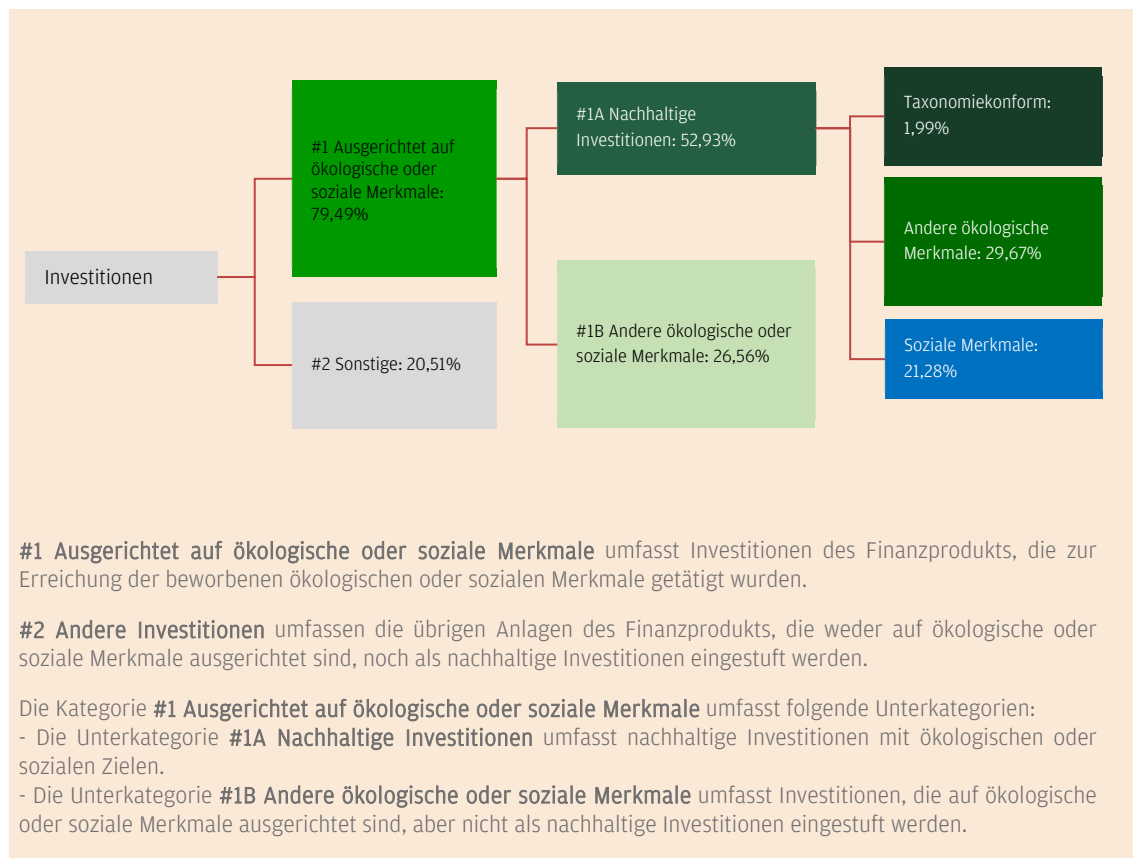 Investitionen
#1 Ausgerichtet auf
ökologische oder
soziale Merkmale:
79,49%
#2 Sonstige: 20,51%
#1A Nachhaltige
Investitionen: 52,93%
#1B Andere ökologische oder
soziale Merkmale: 26,56%
Taxonomiekonform:
1,99%
Andere ökologische
Merkmale: 29,67%
Soziale Merkmale:
21,28%
#1 Ausgerichtet auf ökologische oder soziale Merkmale umfasst Investitionen des Finanzprodukts, die zur
Erreichung der beworbenen ökologischen oder sozialen Merkmale getätigt wurden.
#2 Andere Investitionen umfassen die übrigen Anlagen des Finanzprodukts, die weder auf ökologische oder
soziale Merkmale ausgerichtet sind, noch als nachhaltige Investitionen eingestuft werden.
Die Kategorie #1 Ausgerichtet auf ökologische oder soziale Merkmale umfasst folgende Unterkategorien:
- Die Unterkategorie #1A Nachhaltige Investitionen umfasst nachhaltige Investitionen mit ökologischen oder
sozialen Zielen.
- Die Unterkategorie #1B Andere ökologische oder soziale Merkmale umfasst Investitionen, die auf ökologische
oder soziale Merkmale ausgerichtet sind, aber nicht als nachhaltige Investitionen eingestuft werden.